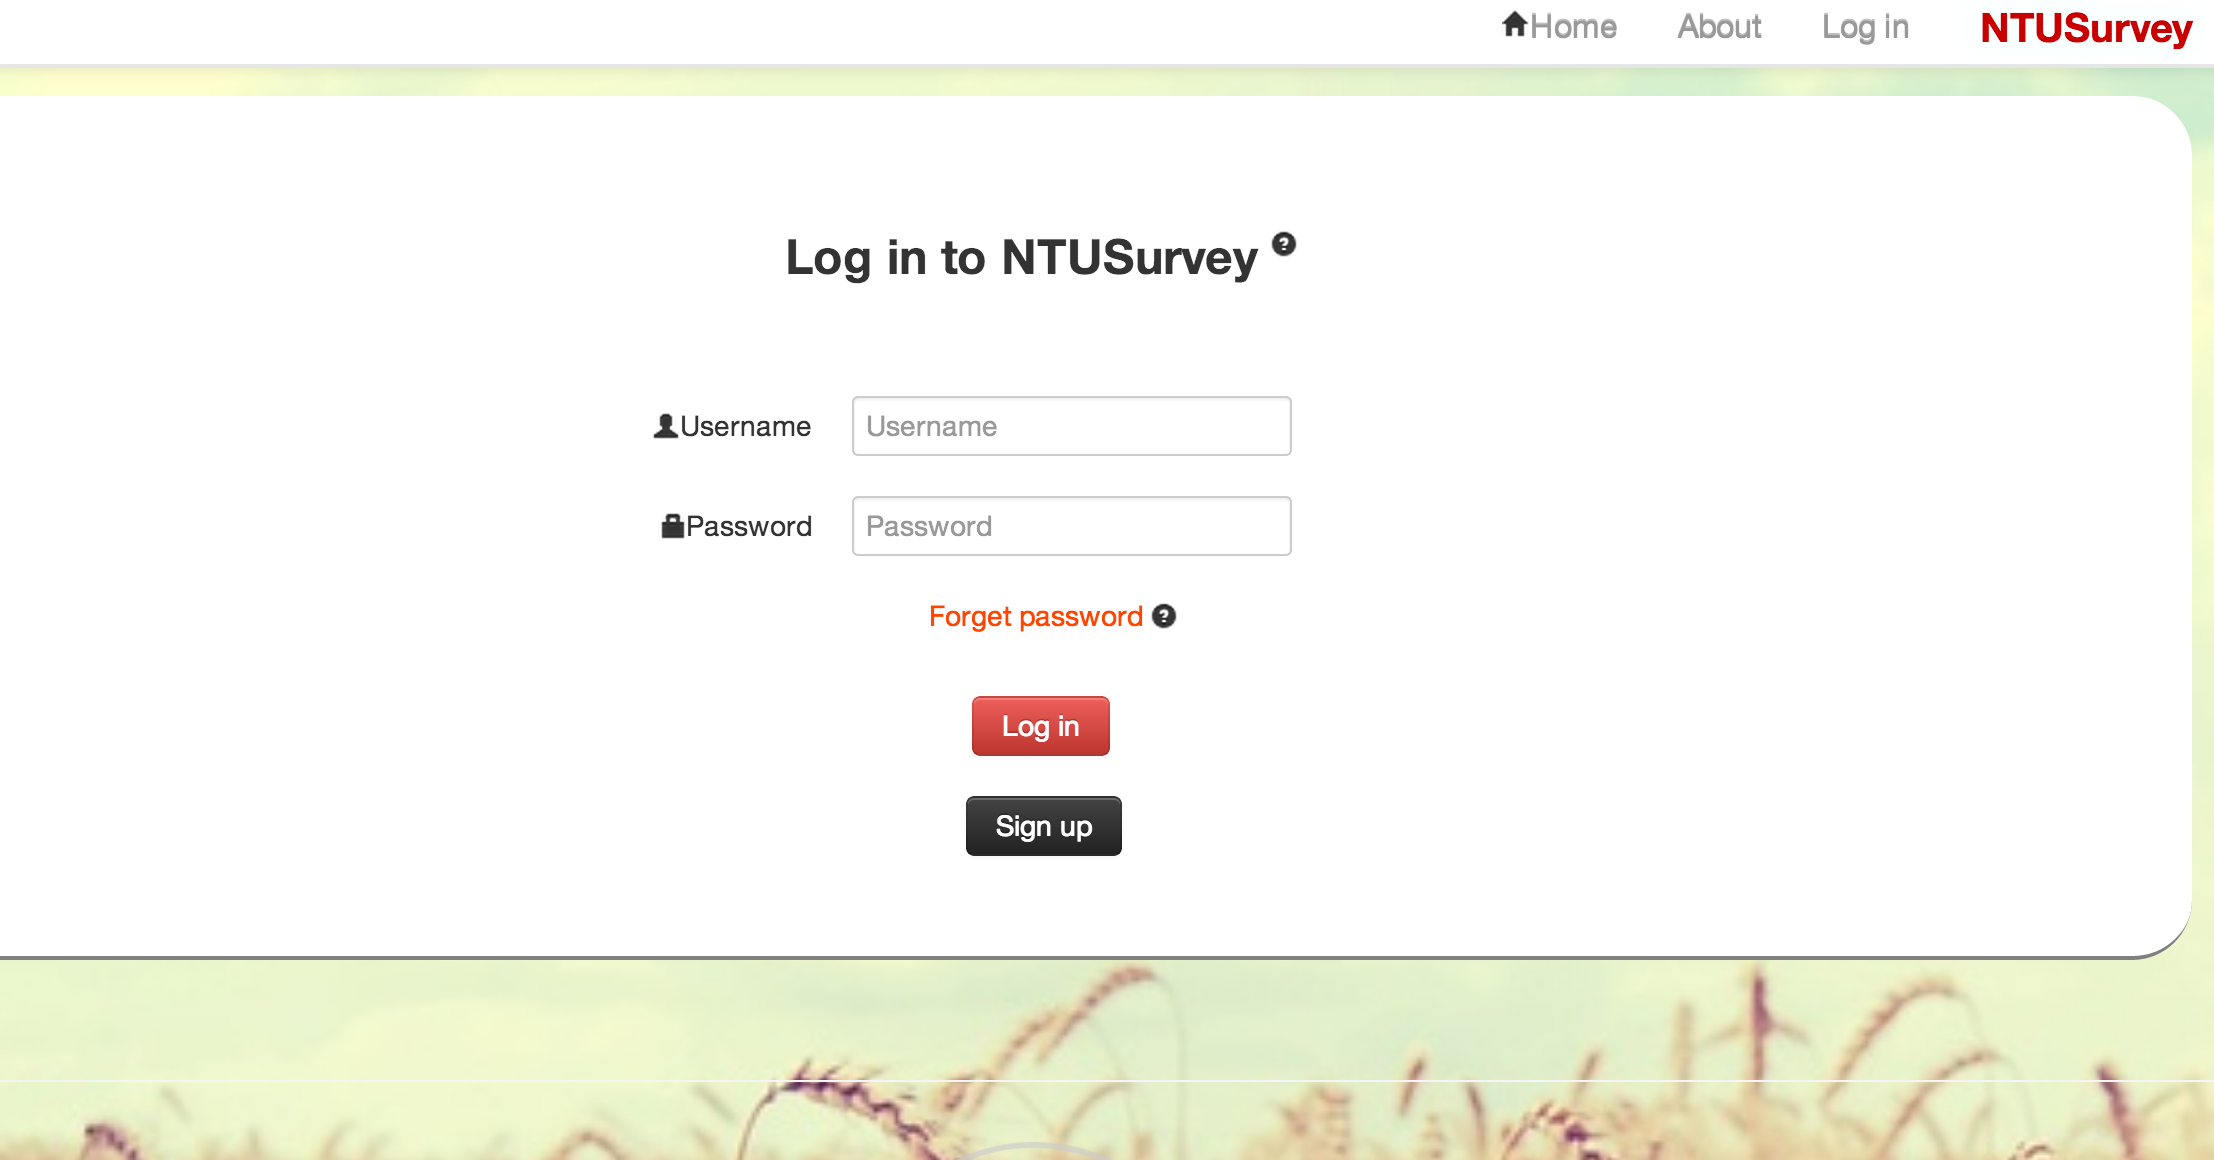 Home About Log in NTUSurvey
Log in to NTUSurvey ?
Username Username
Password Password
Forget password ?
Log in
Sign up